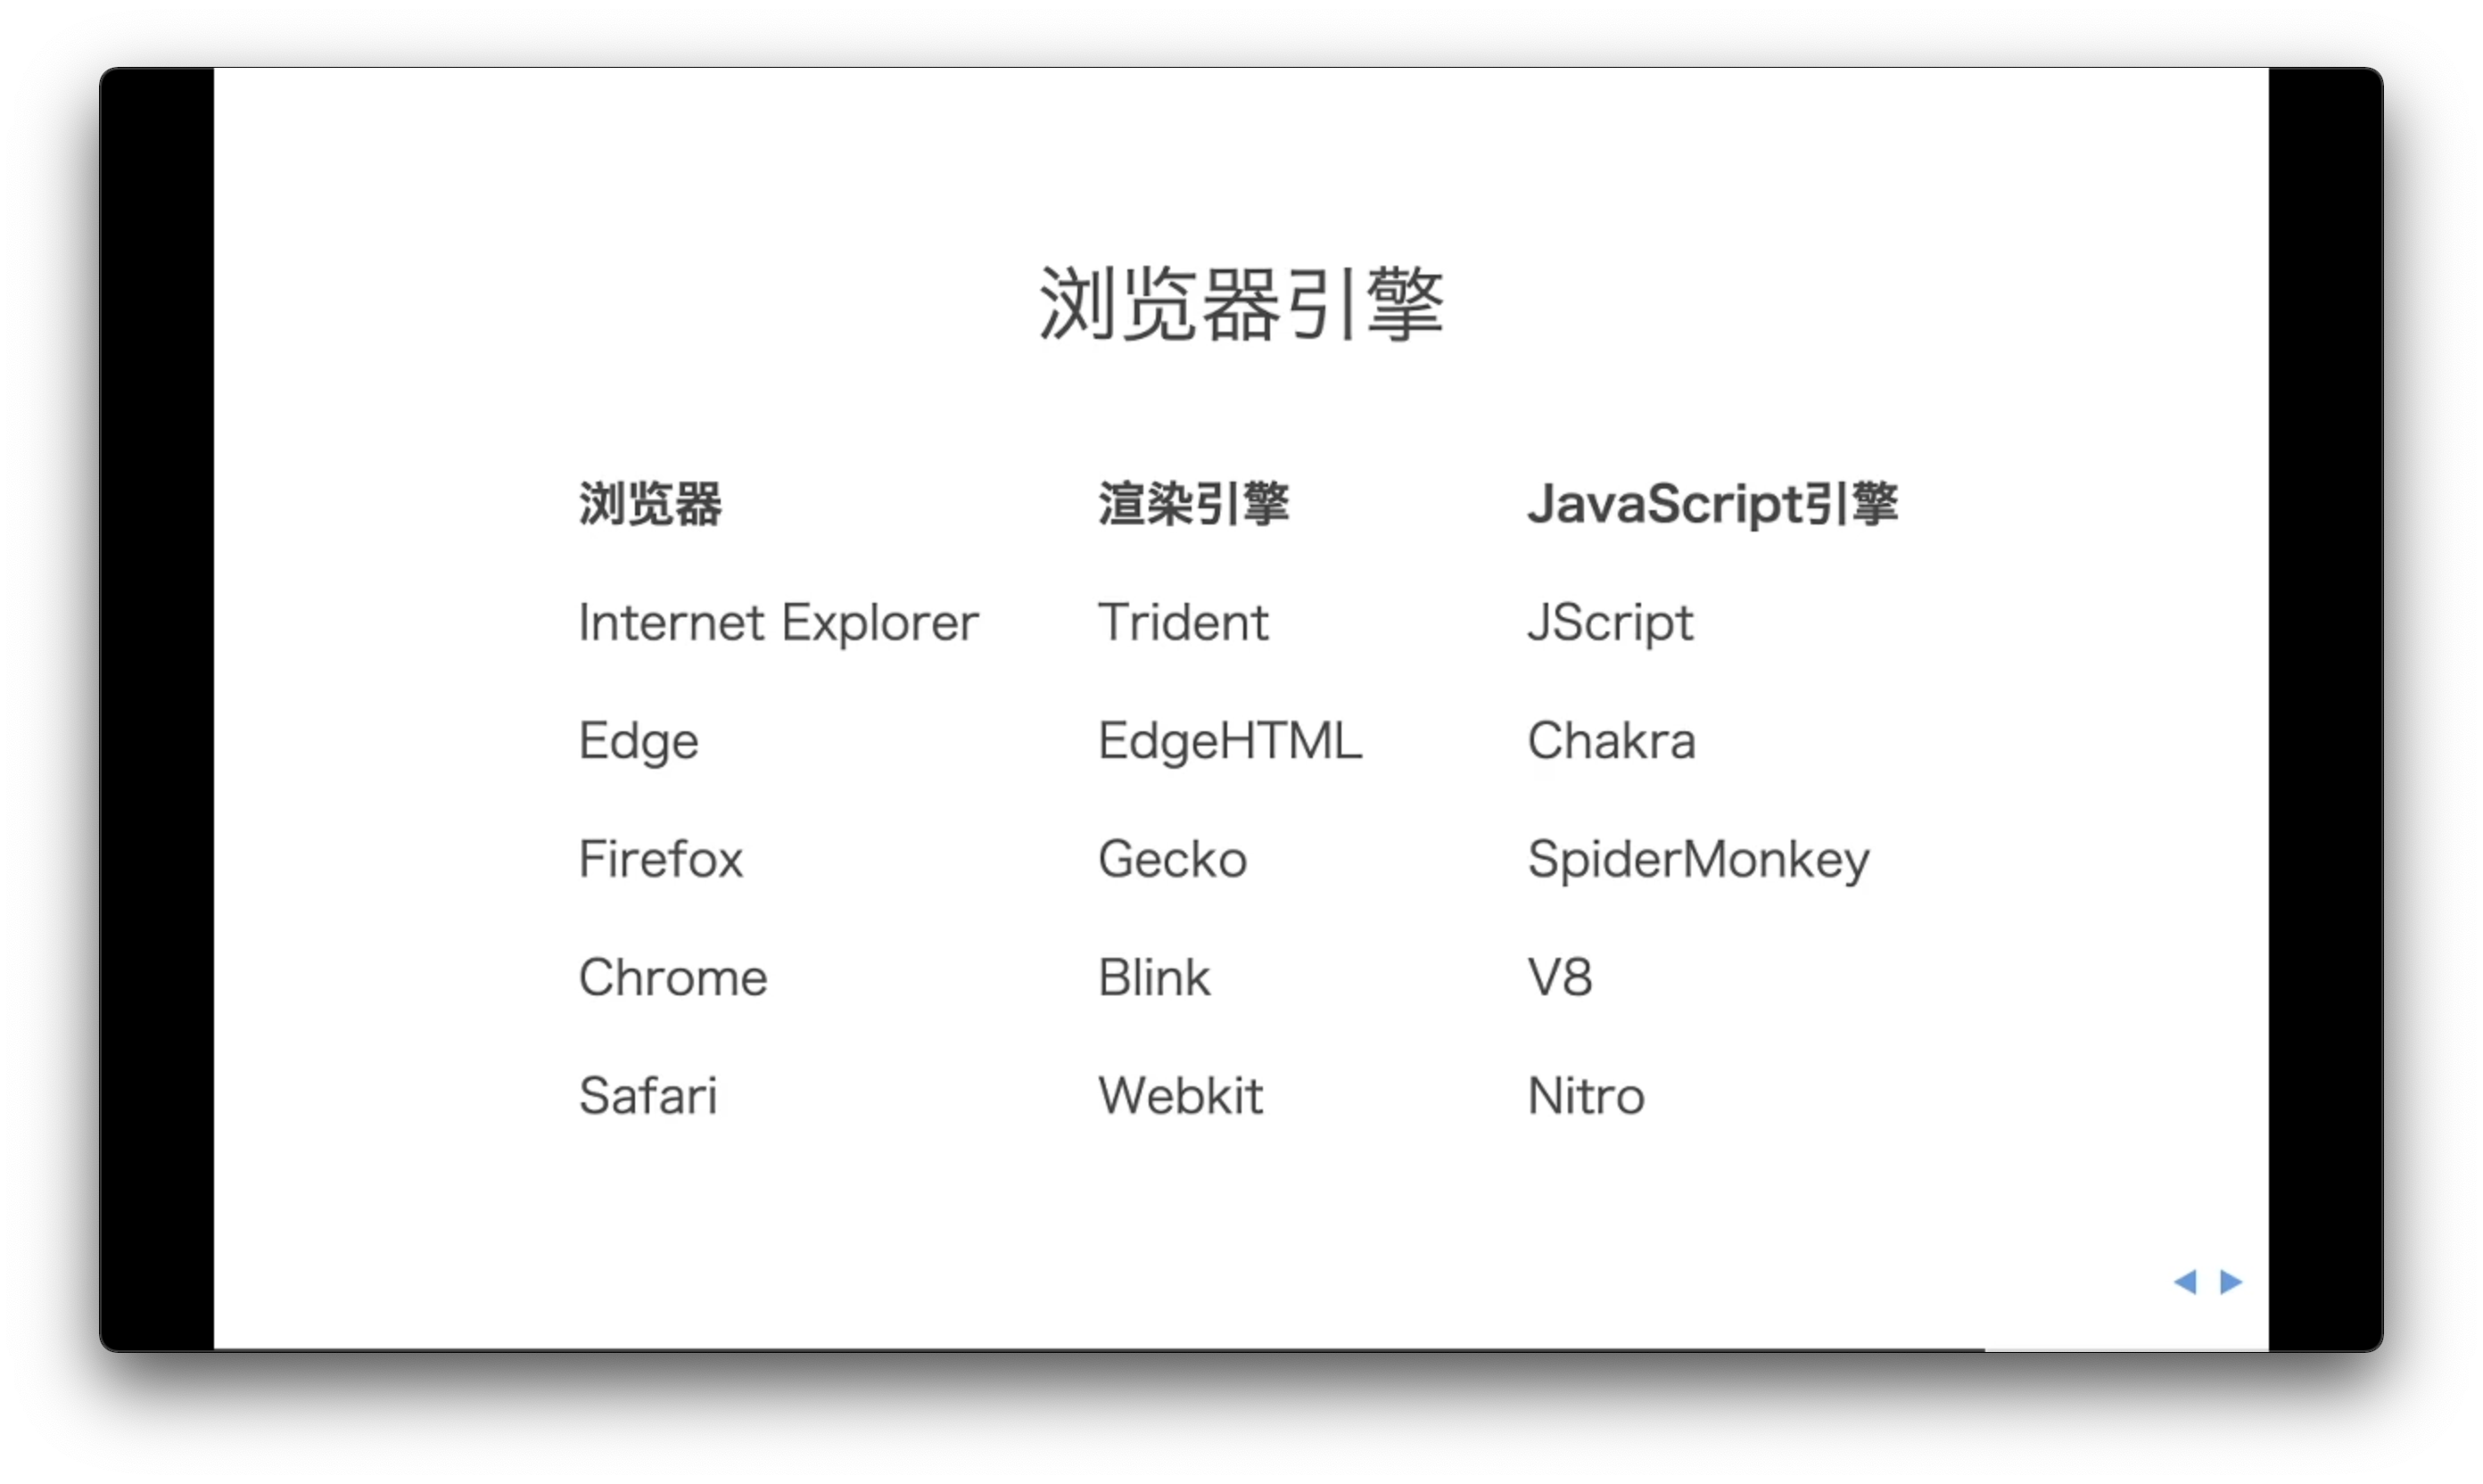 浏览器引擎
浏览器 渲染引擎 JavaScript引擎
Internet Explorer Trident JScript
Edge EdgeHTML Chakra
Firefox Gecko SpiderMonkey
Chrome Blink V8
Safari Webkit Nitro